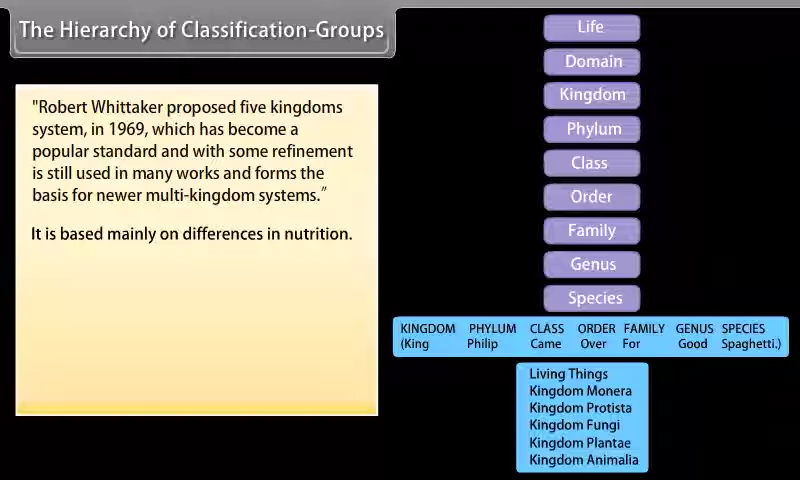 The Hierarchy of Classification-Groups
"Robert Whittaker proposed five kingdoms
system, in 1969, which has become a
popular standard and with some refinement
is still used in many works and forms the
basis for newer multi-kingdom systems.”
It is based mainly on differences in nutrition.
Life
Domain
Kingdom
Phylum
Class
Order
Family
Genus
Species
KINGDOM PHYLUM CLASS ORDER FAMILY GENUS SPECIES
(King Philip Came Over For Good Spaghetti.)
Living Things
Kingdom Monera
Kingdom Protista
Kingdom Fungi
Kingdom Plantae
Kingdom Animalia